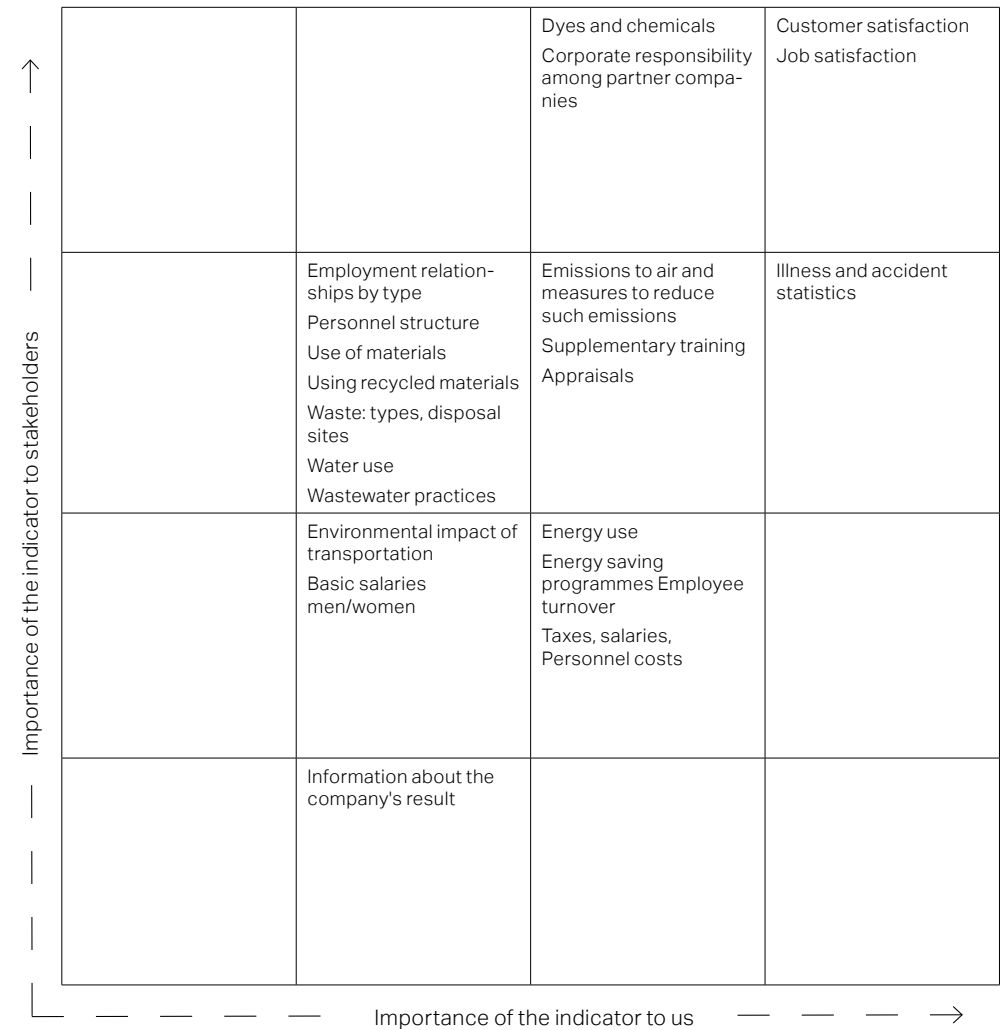 Dyes and chemicals
Corporate responsibility
among partner compa-
nies
Customer satisfaction
Job satisfaction
Employment relation-
ships by type
Personnel structure
Use of materials
Using recycled materials
Waste: types, disposal
sites
Water use
Wastewater practices
Emissions to air and
measures to reduce
such emissions
Supplementary training
Appraisals
Illness and accident
statistics
Environmental impact of
transportation
Basic salaries
men/women
Energy use
Energy saving
programmes Employee
turnover
Taxes, salaries,
Personnel costs
Information about the
company's result
Importance of the indicator to stakeholders
Importance of the indicator to us